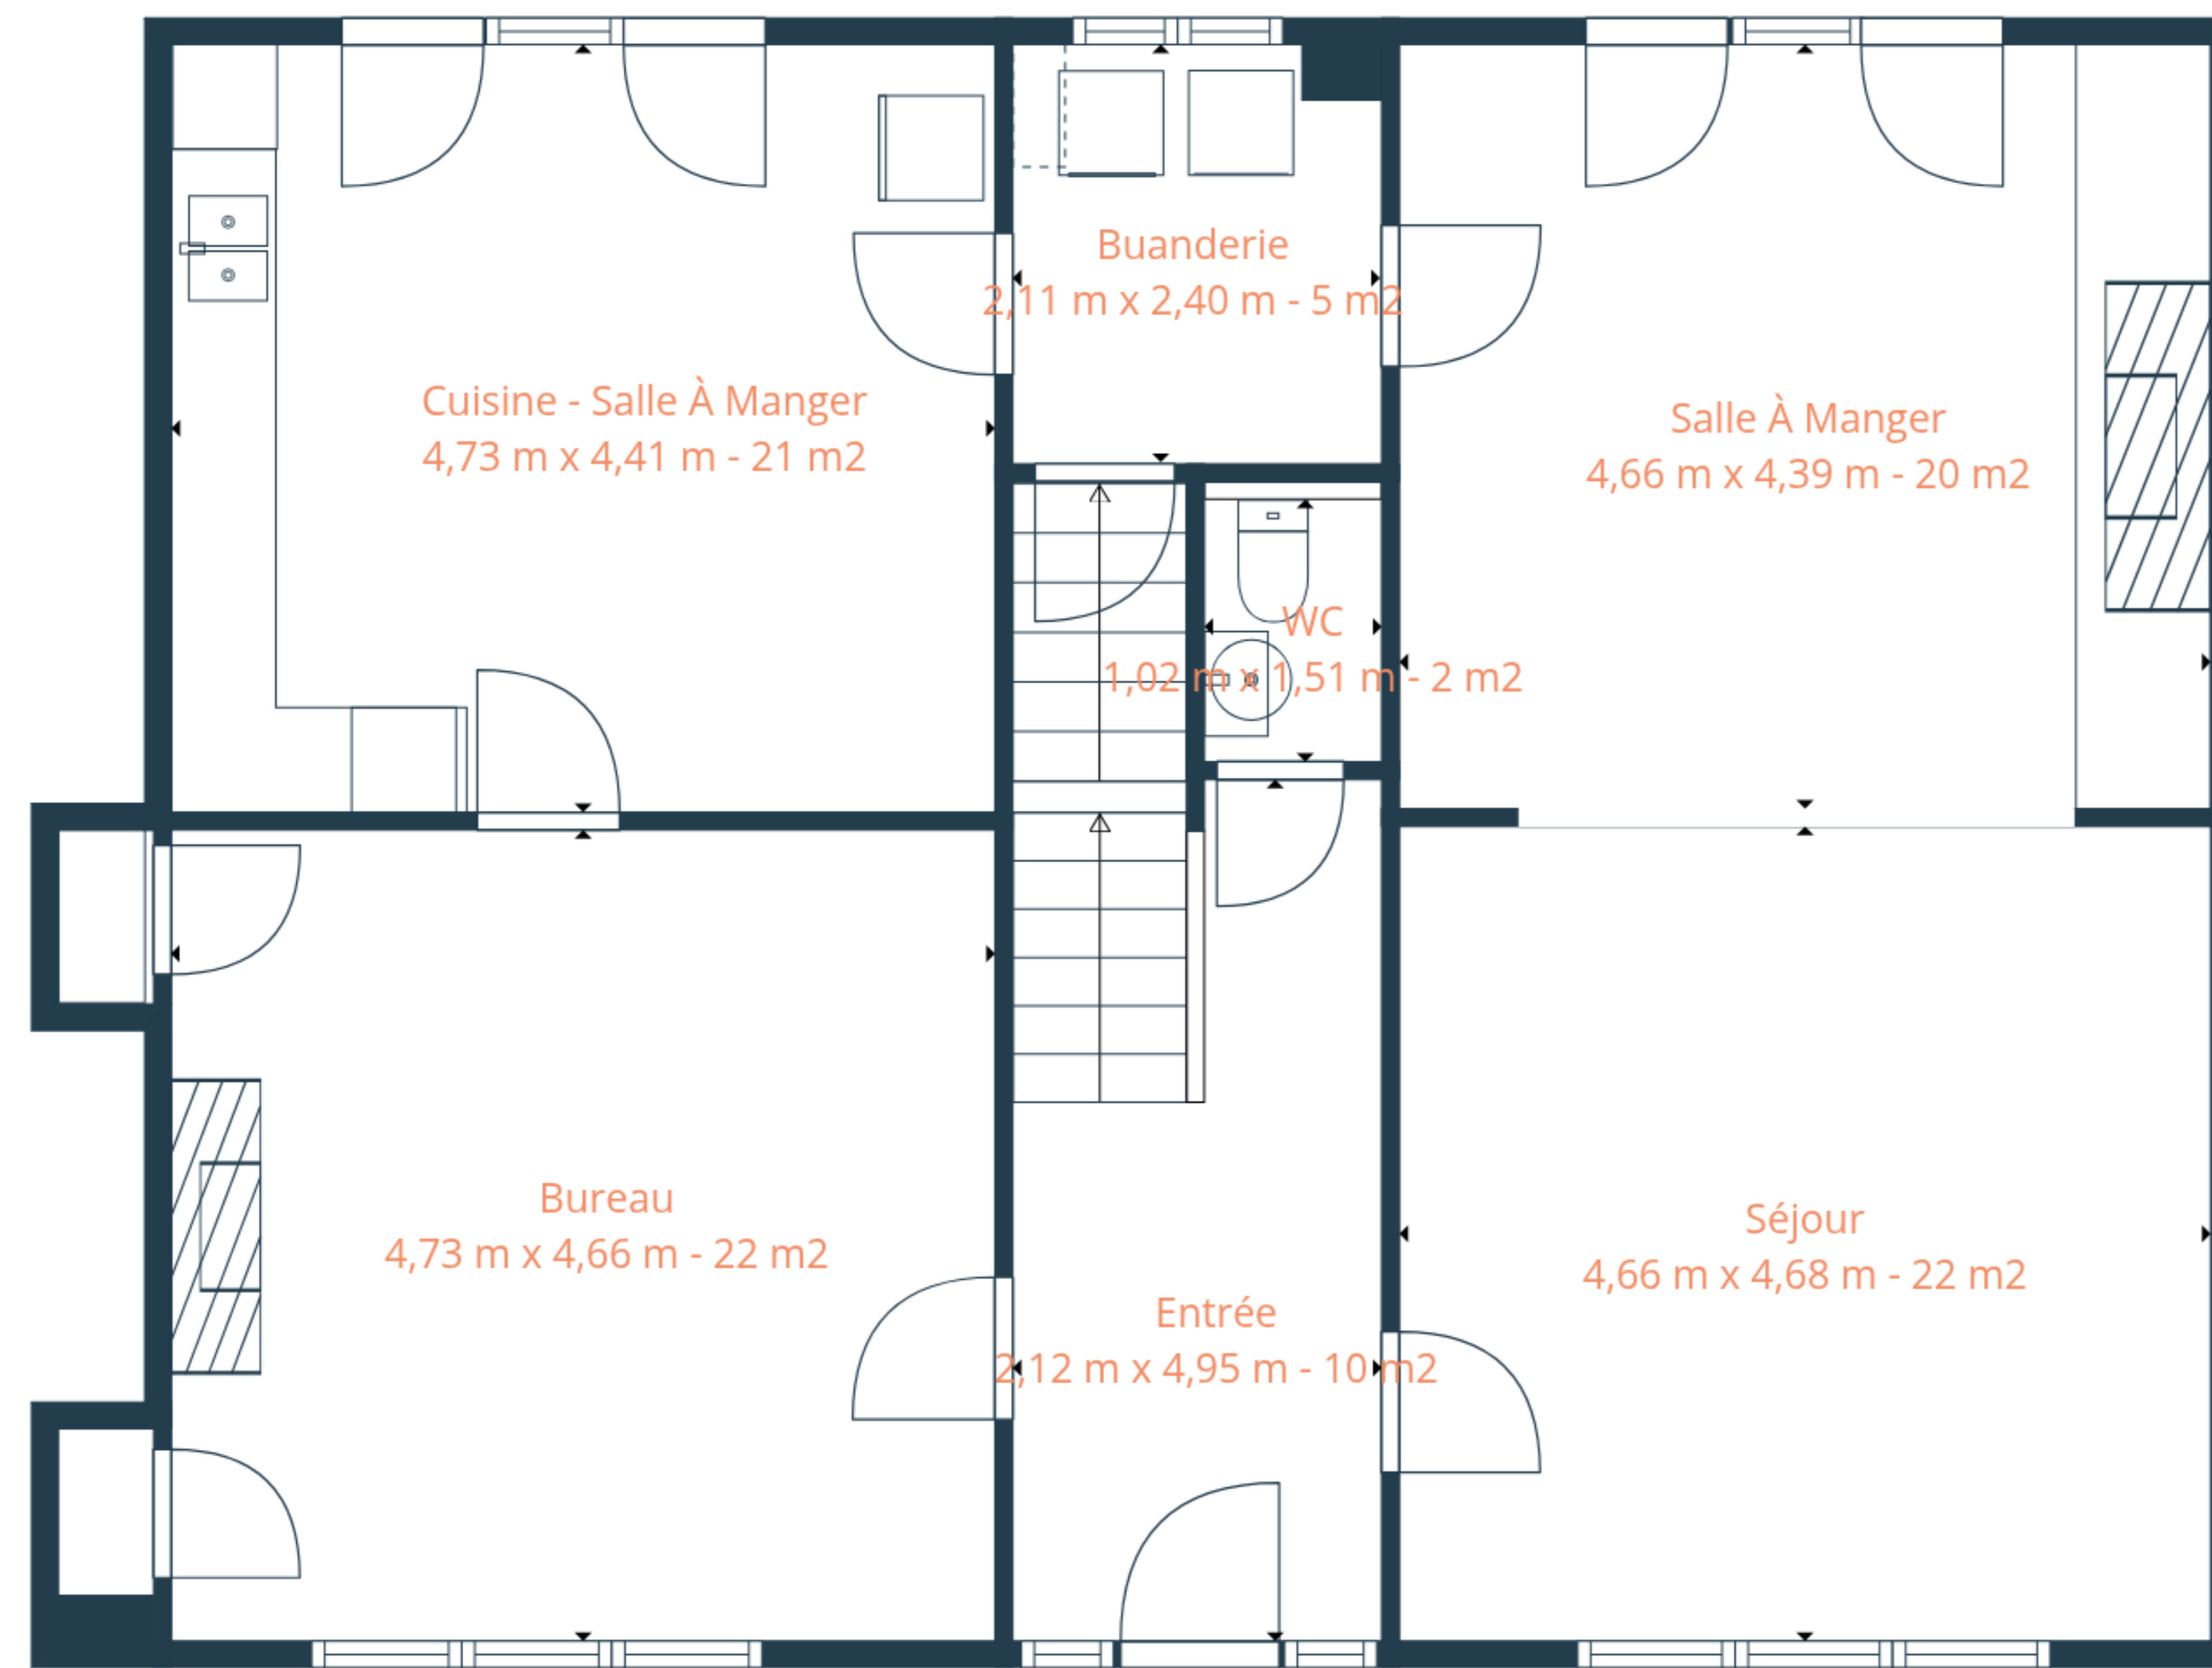 Buanderie
2,11 m x 2,40 m - 5 m2
Cuisine - Salle À Manger
4,73 m x 4,41 m - 21 m2
Salle À Manger
4,66 m x 4,39 m - 20 m2
WC
1,02 m x 1,51 m - 2 m2
Bureau
4,73 m x 4,66 m - 22 m2
Séjour
4,66 m x 4,68 m - 22 m2
Entrée
2,12 m x 4,95 m - 10 m2